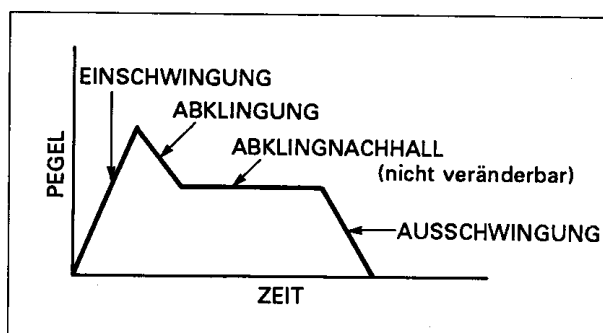 EINSCHWINGUNG
ABKLINGUNG
ABKLINGNACHHALL
(nicht veränderbar)
AUSSCHWINGUNG
PEGEL
ZEIT